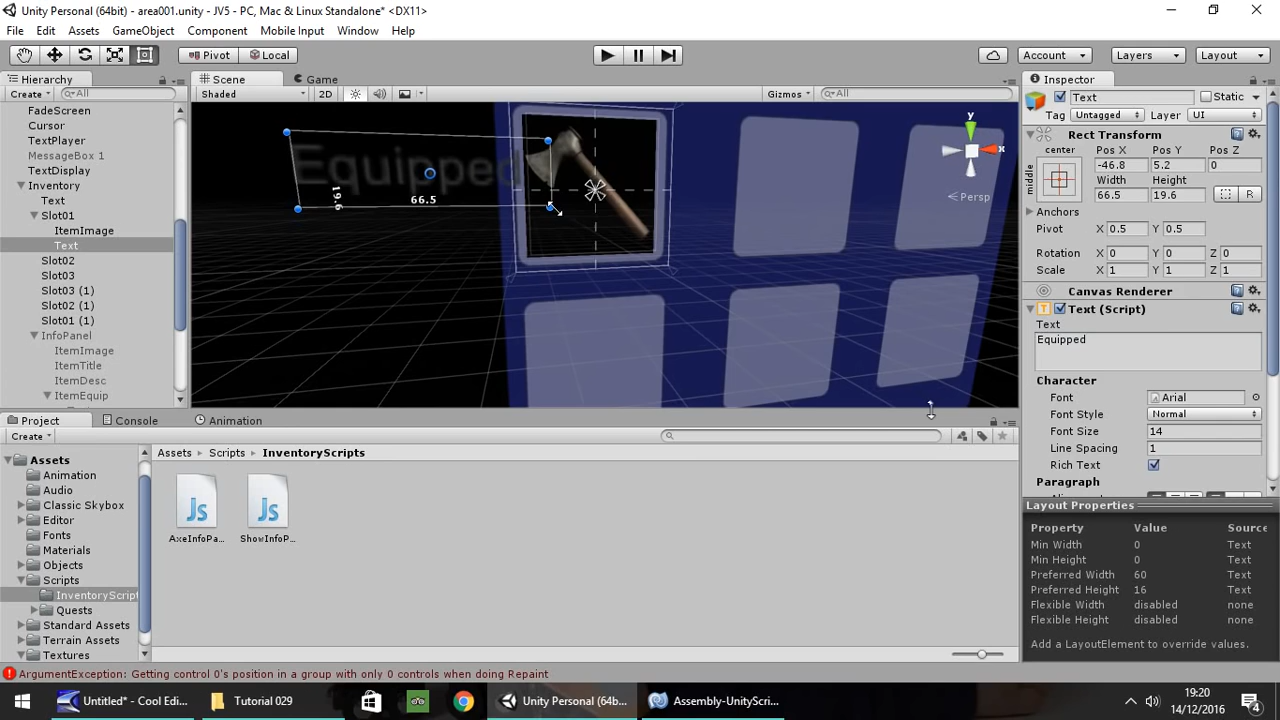 Unity Personal (64bit) - area001.unity - JV5 - PC, Mac & Linux Standalone* <DX11>
File Edit Assets GameObject Component Mobile Input Window Help
Pivot Local Account Layers Layout
Hierarchy
Create All
FadeScreen
Cursor
TextPlayer
MessageBox 1
TextDisplay
Inventory
Text
Slot01
ItemImage
Text
Slot02
Slot03
Slot03 (1)
Slot02 (1)
Slot01 (1)
InfoPanel
ItemImage
ItemTitle
ItemDesc
ItemEquip
Scene Game
Shaded 2D Gizmos All
Equipped
19.6
66.5
y
x
Persp
Inspector
Text Static
Tag Untagged Layer UI
Rect Transform
center Pos X Pos Y Pos Z
middle -46.8 5.2 0
Width Height
66.5 19.6 R
Anchors
Pivot X 0.5 Y 0.5
Rotation X 0 Y 0 Z 0
Scale X 1 Y 1 Z 1
Canvas Renderer
Text (Script)
Text
Equipped
Character
Font Arial
Font Style Normal
Font Size 14
Line Spacing 1
Rich Text
Paragraph
Layout Properties
Property Value Source
Min Width 0 Text
Min Height 0 Text
Preferred Width 60 Text
Preferred Height 16 Text
Flexible Width disabled none
Flexible Height disabled none
Add a LayoutElement to override values.
Project Console Animation
Create
Assets
Animation
Audio
Classic Skybox
Editor
Fonts
Materials
Objects
Scripts
InventoryScript
Quests
Standard Assets
Terrain Assets
Textures
Assets Scripts InventoryScripts
Js Js
AxeInfoPa... ShowInfoP...
ArgumentException: Getting control 0's position in a group with only 0 controls when doing Repaint
Untitled* - Cool Edi... Tutorial 029 Unity Personal (64b... Assembly-UnityScri...
19:20
14/12/2016
4